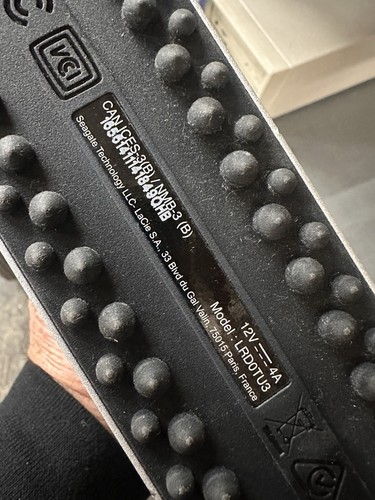 VCI
CAN ICES-3(B) / NMB-3 (B)
Seagate Technology LLC- LaCie S.A., 33 Blvd du Gal Valin, 75015 Paris, France
12V 4A
Model : LRD0TU3